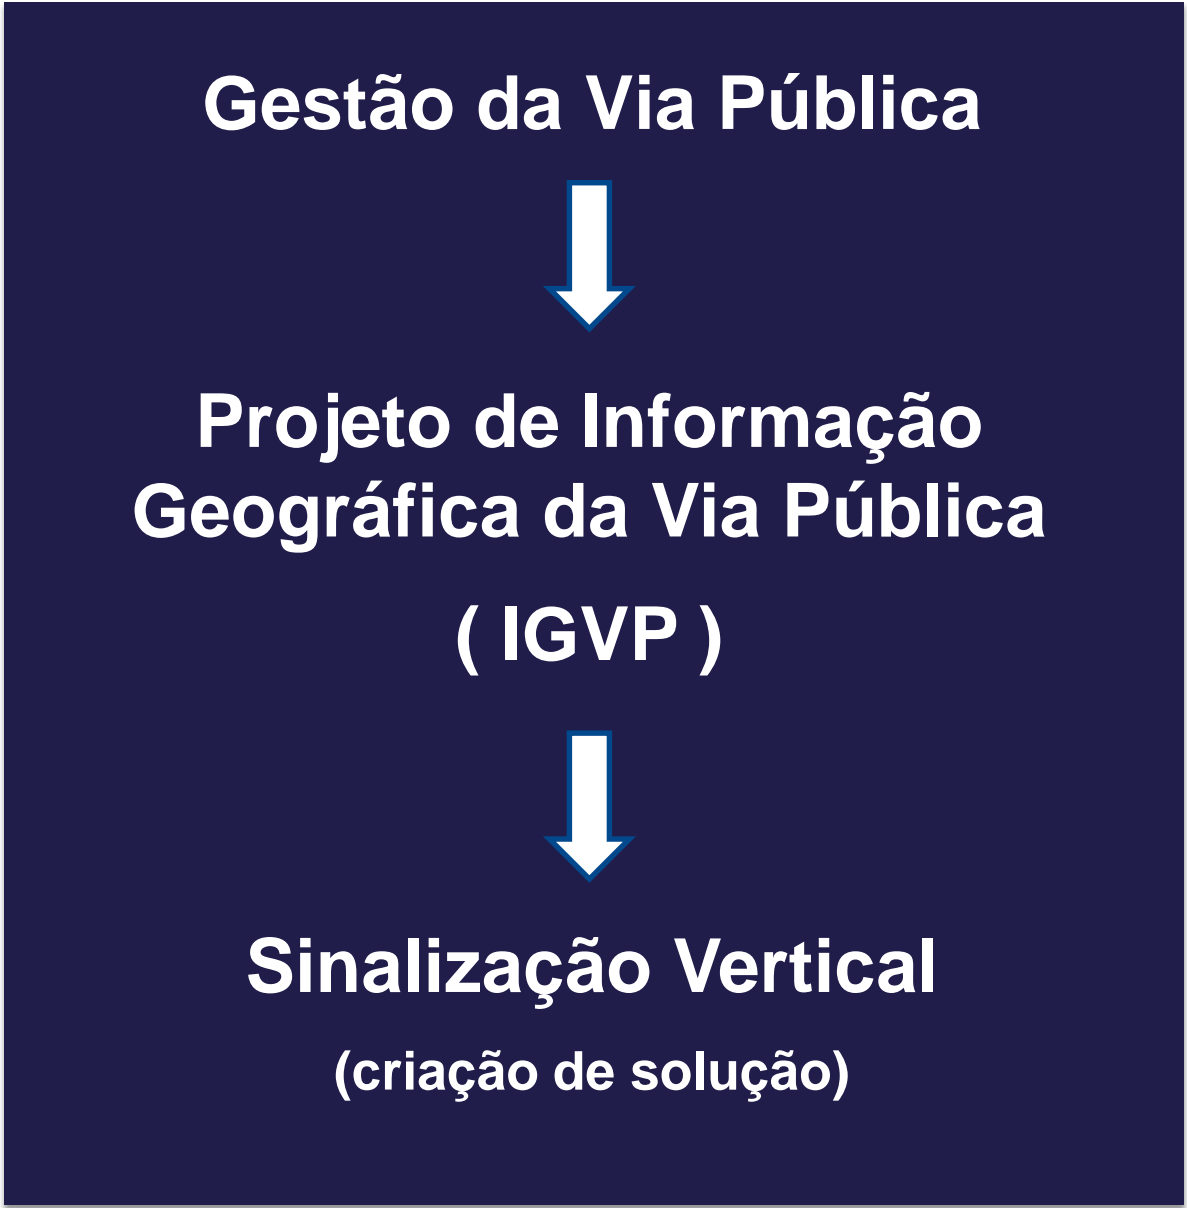 Gestão da Via Pública
Projeto de Informação
Geográfica da Via Pública
( IGVP )
Sinalização Vertical
(criação de solução)